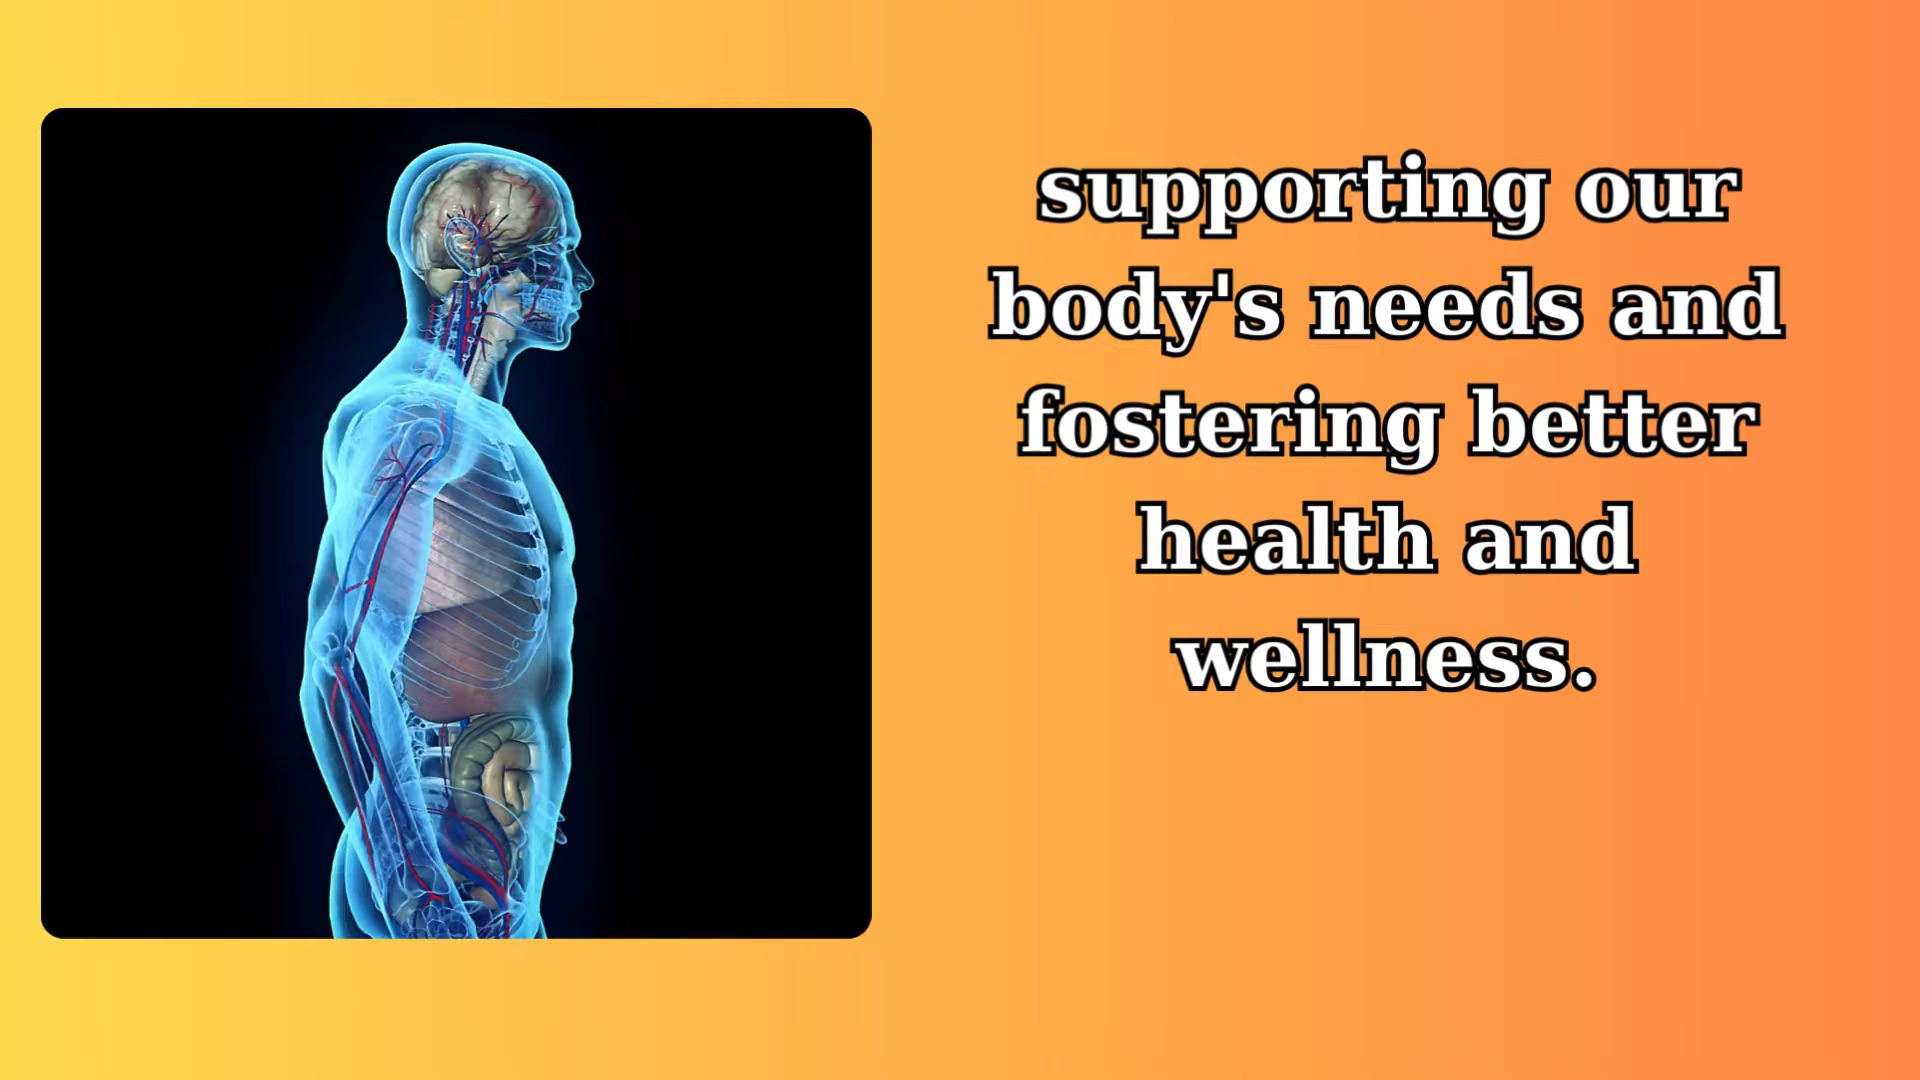 supporting our
body's needs and
fostering better
health and
wellness.